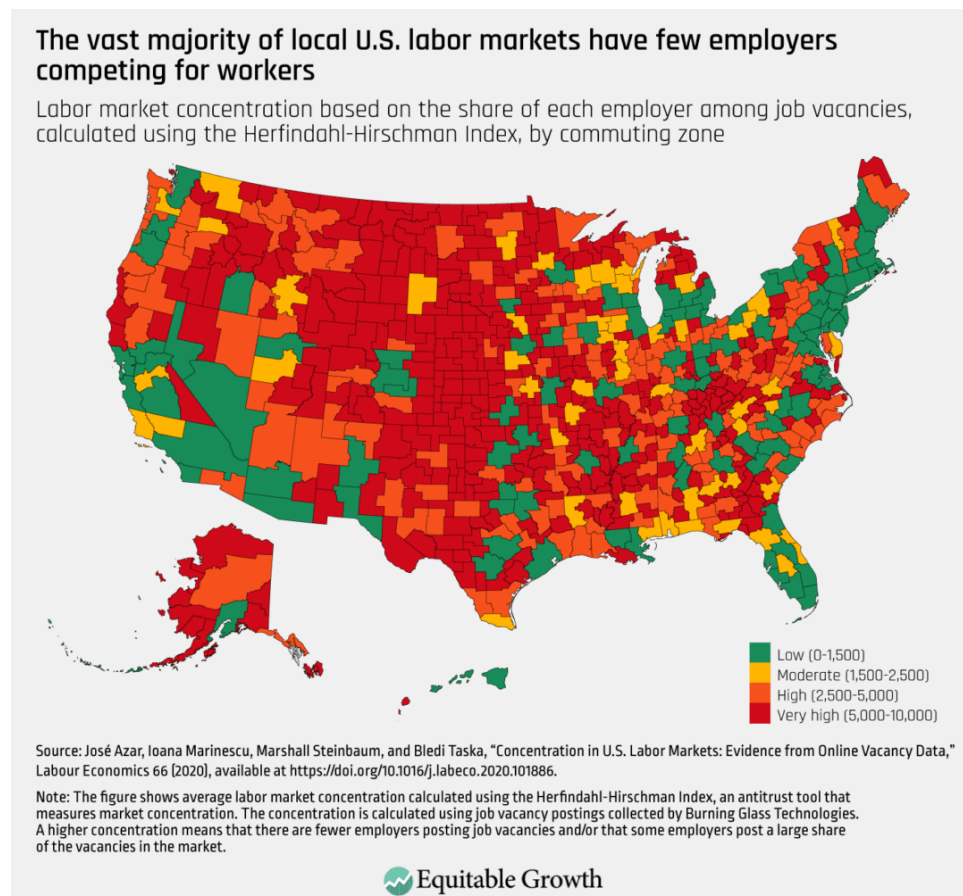 The vast majority of local U.S. labor markets have few employers
competing for workers
Labor market concentration based on the share of each employer among job vacancies,
calculated using the Herfindahl-Hirschman Index, by commuting zone
Low (0-1,500)
Moderate (1,500-2,500)
High (2,500-5,000)
Very high (5,000-10,000)
Source: José Azar, Ioana Marinescu, Marshall Steinbaum, and Bledi Taska, “Concentration in U.S. Labor Markets: Evidence from Online Vacancy Data,”
Labour Economics 66 (2020), available at https://doi.org/10.1016/j.labeco.2020.101886.
Note: The figure shows average labor market concentration calculated using the Herfindahl-Hirschman Index, an antitrust tool that
measures market concentration. The concentration is calculated using job vacancy postings collected by Burning Glass Technologies.
A higher concentration means that there are fewer employers posting job vacancies and/or that some employers post a large share
of the vacancies in the market.
Equitable Growth